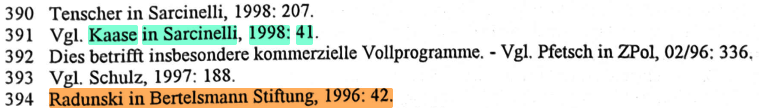 390 Tenscher in Sarcinelli, 1998: 207.
391 Vgl. Kaase in Sarcinelli, 1998: 41.
392 Dies betrifft insbesondere kommerzielle Vollprogramme. - Vgl. Pfetsch in ZPol, 02/96: 336.
393 Vgl. Schulz, 1997: 188.
394 Radunski in Bertelsmann Stiftung, 1996: 42.